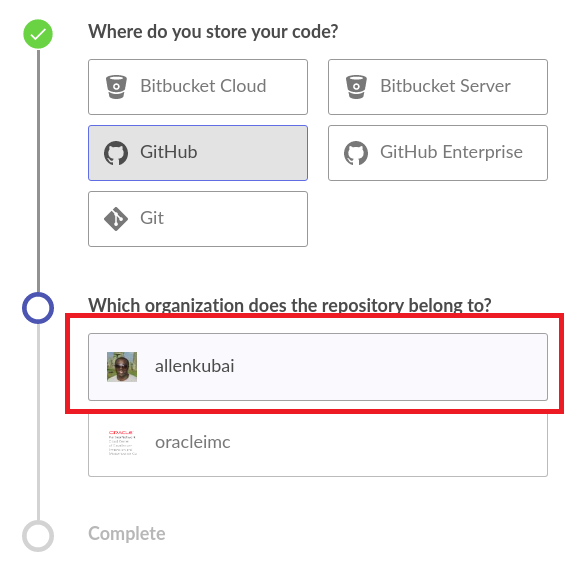 Where do you store your code?
Bitbucket Cloud
Bitbucket Server
GitHub
GitHub Enterprise
Git
Which organization does the repository belong to?
allenkubai
ORACLE
oracleimc
Complete